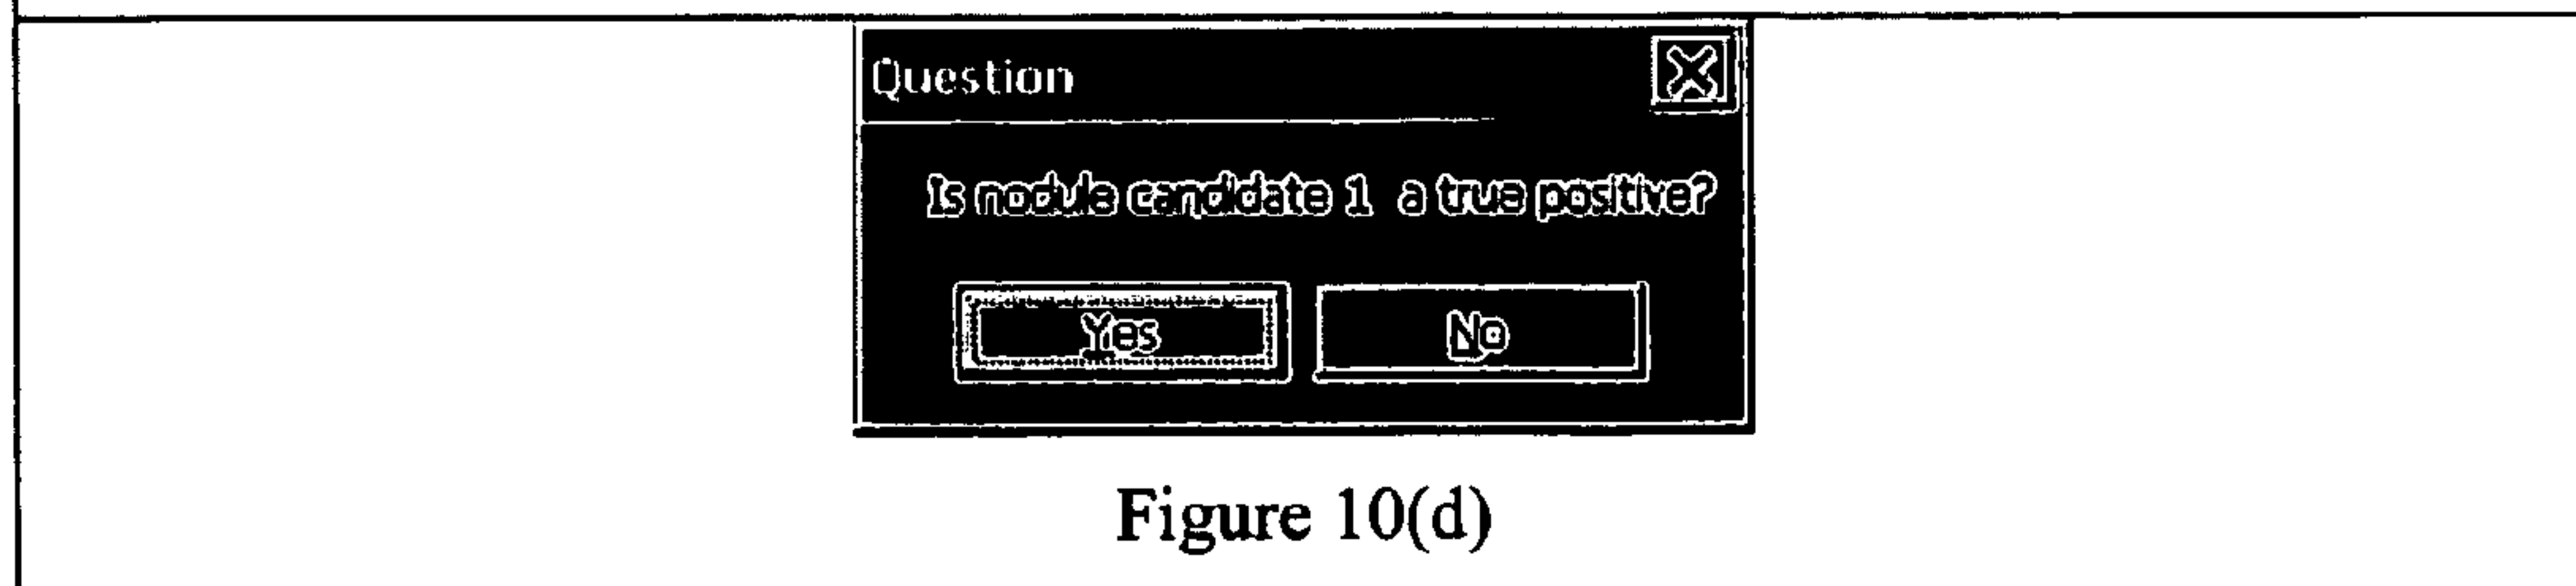 Question
Is nodule candidate 1 a true positive?
Yes No
Figure 10(d)